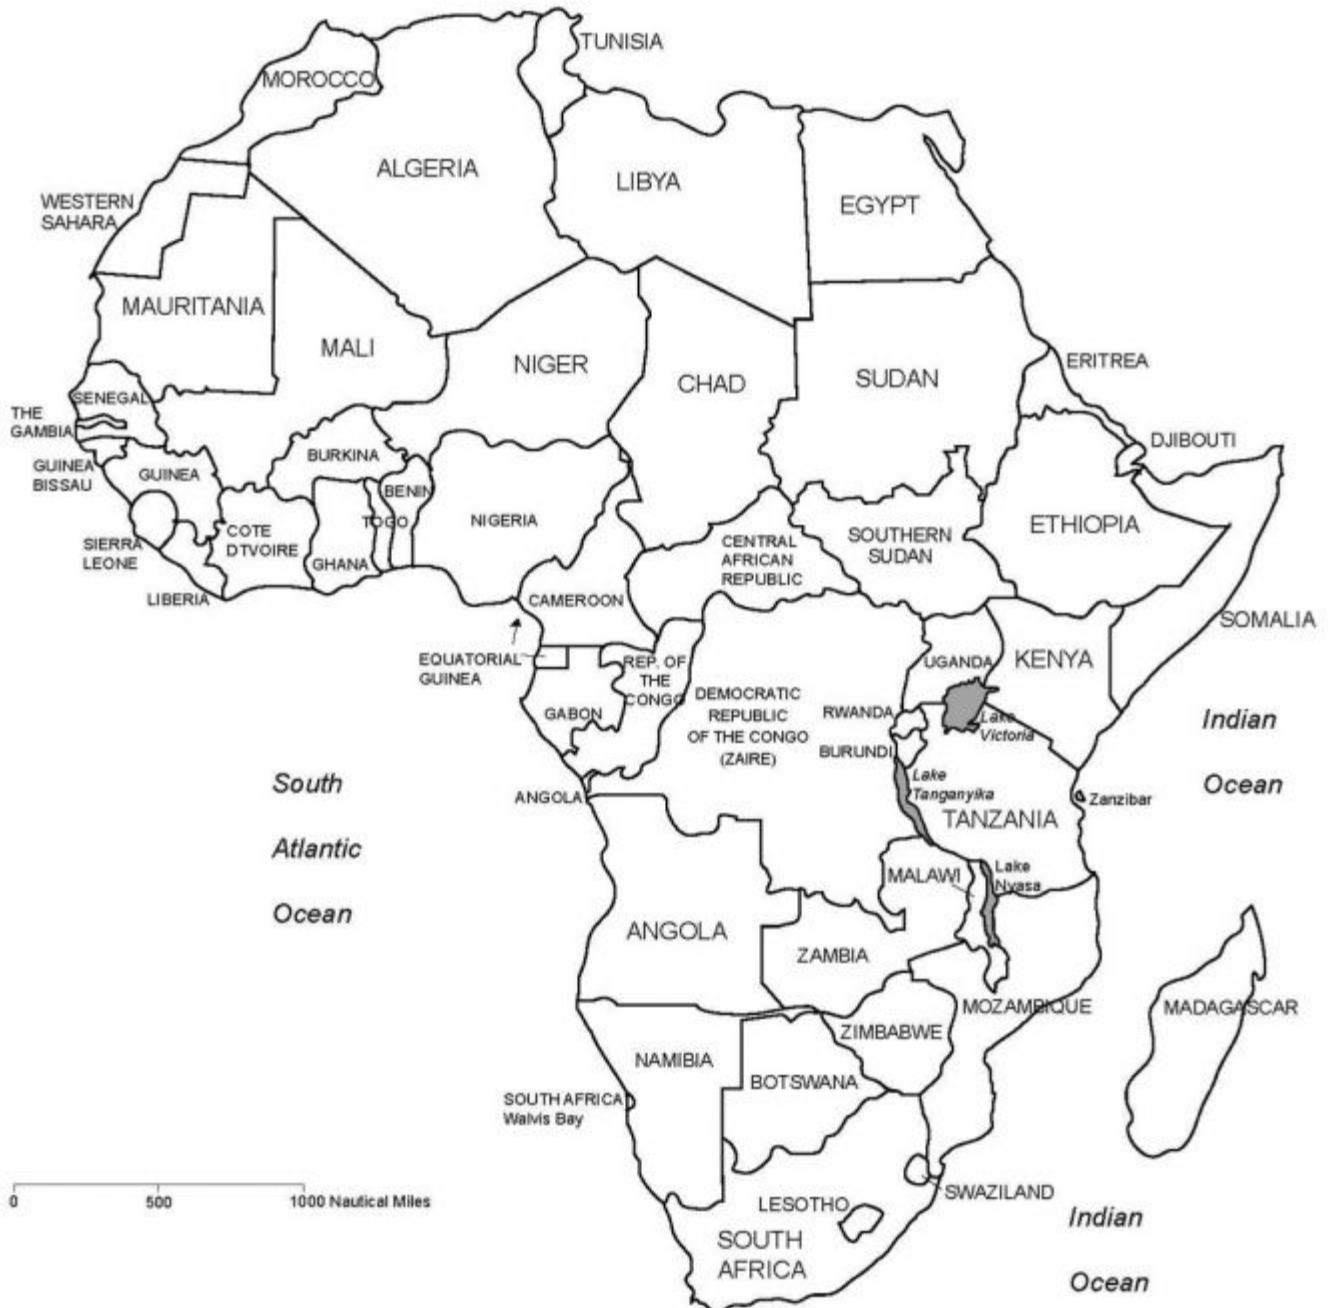 TUNISIA
MOROCCO
ALGERIA
LIBYA
EGYPT
WESTERN
SAHARA
MAURITANIA
MALI
NIGER
CHAD
SUDAN
ERITREA
SENEGAL
THE
GAMBIA
DJIBOUTI
GUINEA
BISSAU
GUINEA
BURKINA
BENIN
TOGO
NIGERIA
COTE
DTVOIRE
GHANA
SIERRA
LEONE
LIBERIA
CENTRAL
AFRICAN
REPUBLIC
SOUTHERN
SUDAN
ETHIOPIA
CAMEROON
SOMALIA
EQUATORIAL
GUINEA
REP. OF
THE
CONGO
GABON
UGANDA
KENYA
DEMOCRATIC
REPUBLIC
OF THE CONGO
(ZAIRE)
RWANDA
BURUNDI
Lake
Victoria
Indian
Ocean
Lake
Tanganyika
Zanzibar
TANZANIA
ANGOLA
South
Atlantic
Ocean
MALAWI
Lake
Nyasa
ANGOLA
ZAMBIA
MOZAMBIQUE
MADAGASCAR
ZIMBABWE
NAMIBIA
BOTSWANA
SOUTH AFRICA
Walvis Bay
0 500 1000 Nautical Miles
SWAZILAND
LESOTHO
SOUTH
AFRICA
Indian
Ocean